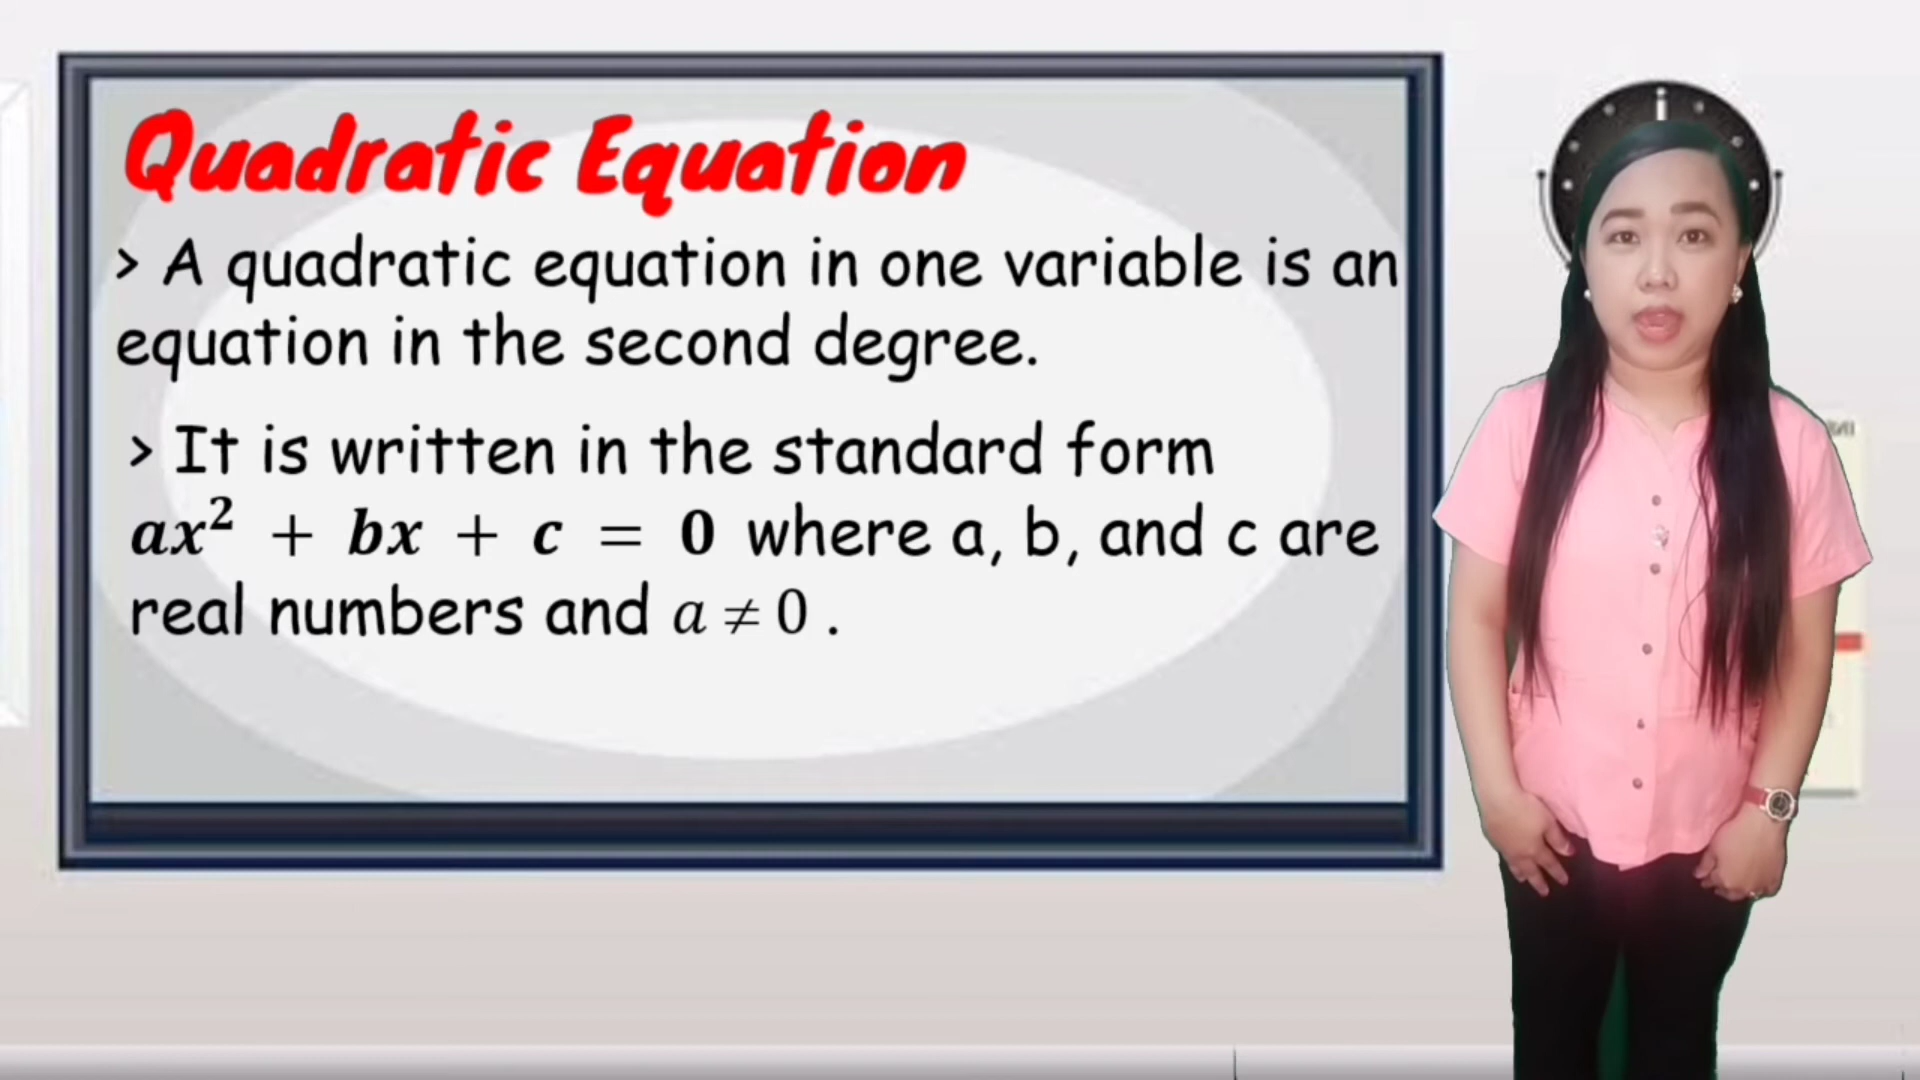 Quadratic Equation
> A quadratic equation in one variable is an
equation in the second degree.
> It is written in the standard form
ax² + bx + c = 0 where a, b, and c are
real numbers and a ≠ 0 .